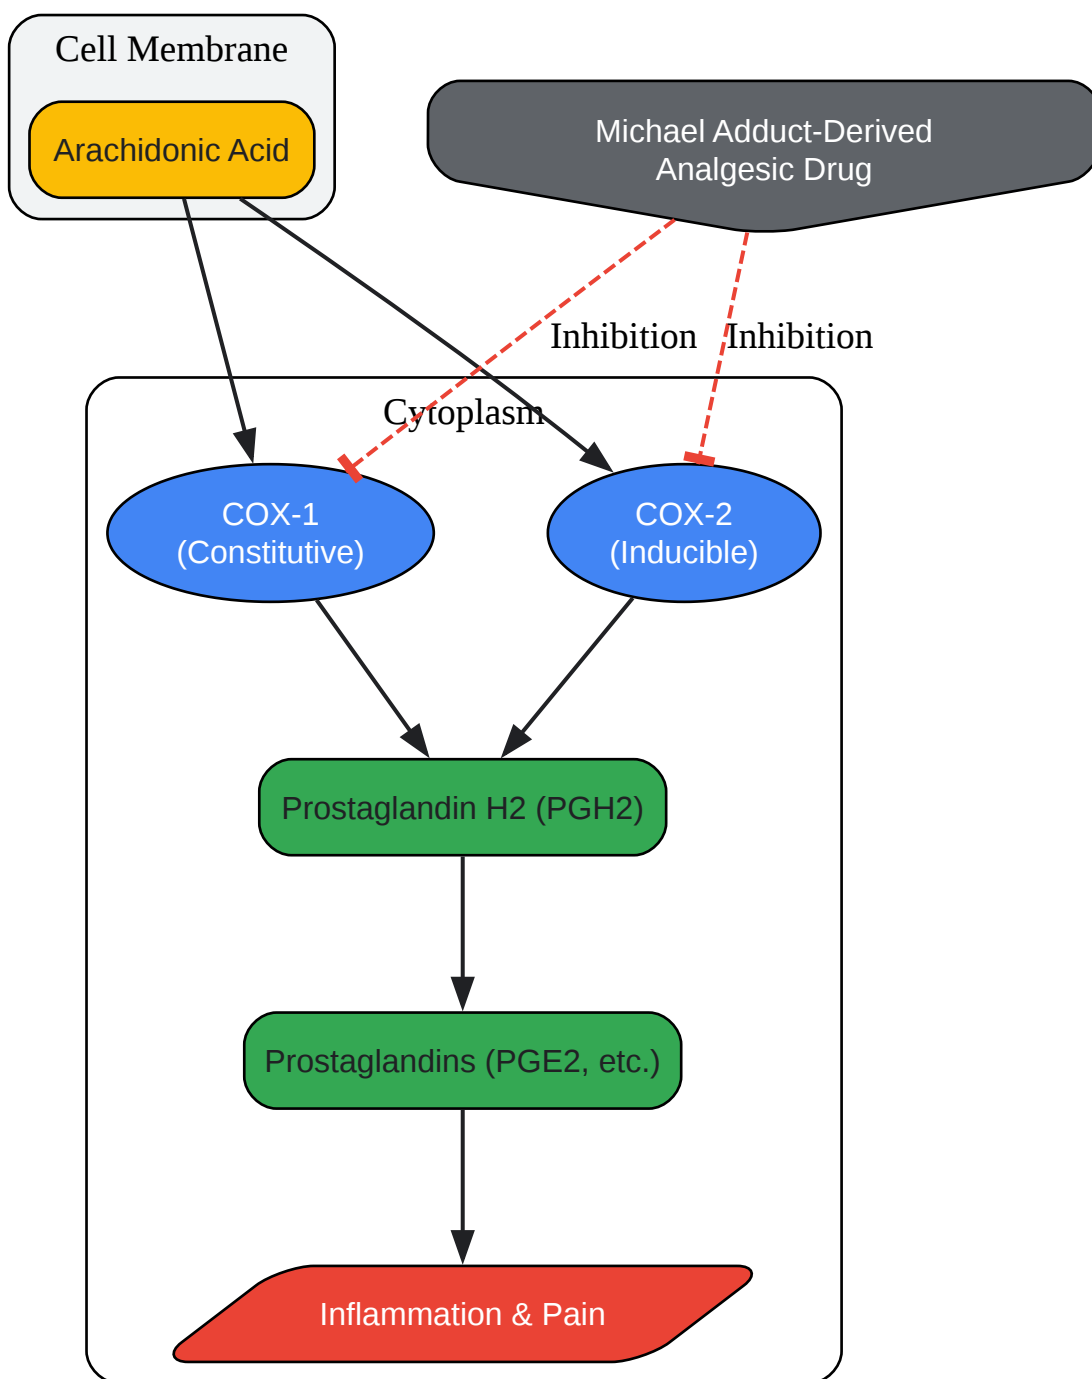 Cell Membrane
Arachidonic Acid
Michael Adduct-Derived
Analgesic Drug
Inhibition
Inhibition
Cytoplasm
COX-1
(Constitutive)
COX-2
(Inducible)
Prostaglandin H2 (PGH2)
Prostaglandins (PGE2, etc.)
Inflammation & Pain